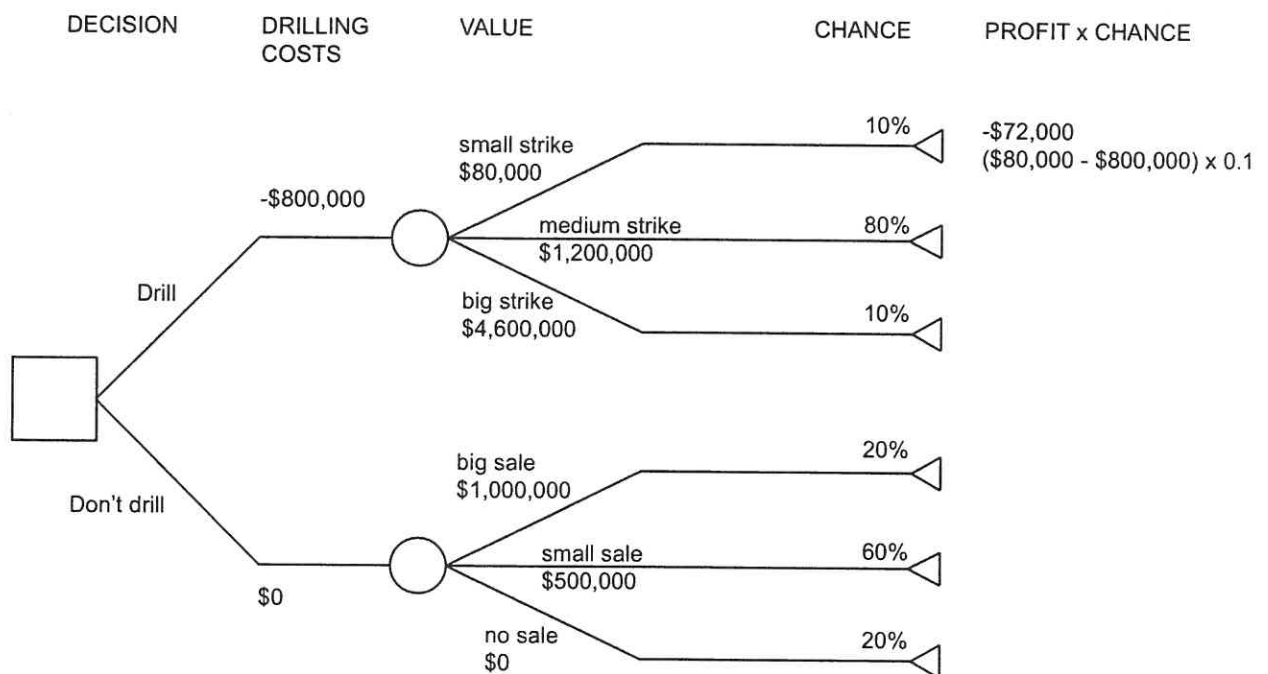 DECISION
DRILLING
COSTS
VALUE
CHANCE
PROFIT x CHANCE
small strike
$80,000
10%
-$72,000
($80,000 - $800,000) x 0.1
-$800,000
medium strike
$1,200,000
80%
Drill
big strike
$4,600,000
10%
big sale
$1,000,000
20%
Don't drill
small sale
$500,000
60%
$0
no sale
$0
20%